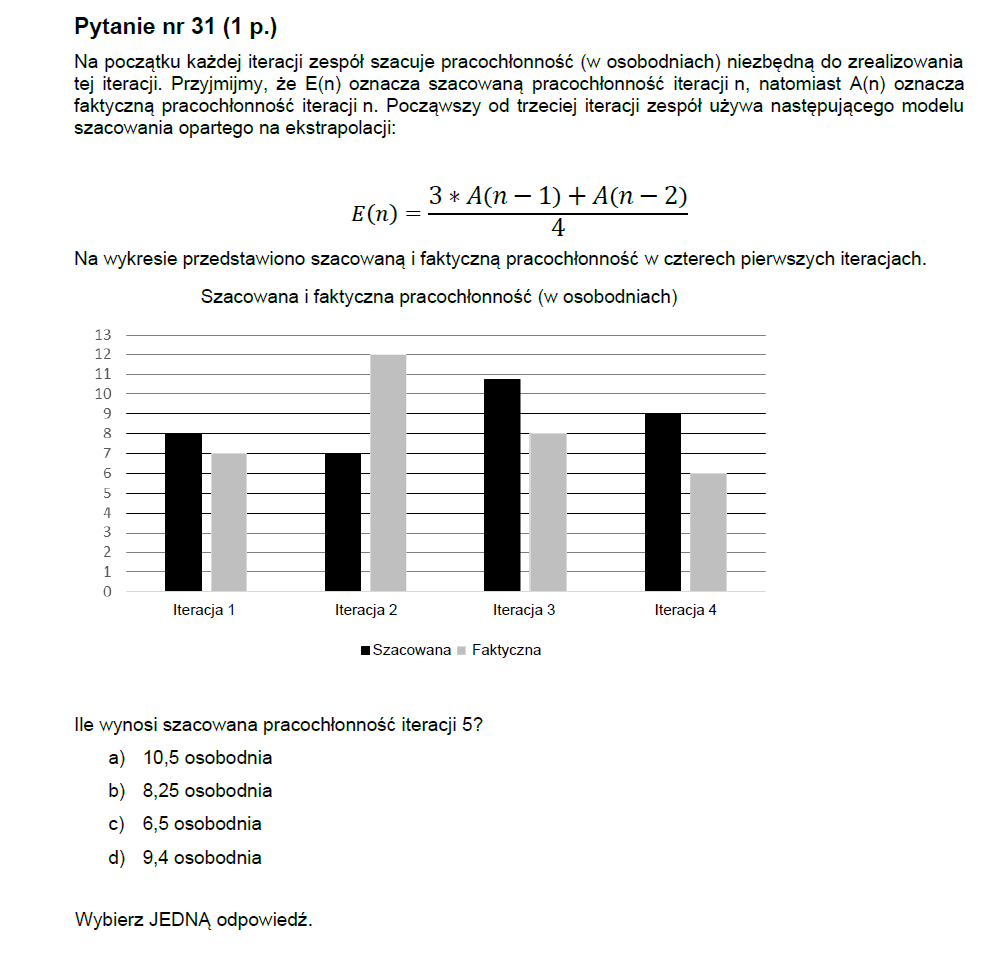 Pytanie nr 31 (1 p.)
Na początku każdej iteracji zespół szacuje pracochłonność (w osobodniach) niezbędną do zrealizowania
tej iteracji. Przyjmijmy, że E(n) oznacza szacowaną pracochłonność iteracji n, natomiast A(n) oznacza
faktyczną pracochłonność iteracji n. Począwszy od trzeciej iteracji zespół używa następującego modelu
szacowania opartego na ekstrapolacji:
E(n) = \frac{3 * A(n − 1) + A(n − 2)}{4}
Na wykresie przedstawiono szacowaną i faktyczną pracochłonność w czterech pierwszych iteracjach.
Szacowana i faktyczna pracochłonność (w osobodniach)
13
12
11
10
9
8
7
6
5
4
3
2
1
0
Iteracja 1 Iteracja 2 Iteracja 3 Iteracja 4
Szacowana Faktyczna
Ile wynosi szacowana pracochłonność iteracji 5?
a) 10,5 osobodnia
b) 8,25 osobodnia
c) 6,5 osobodnia
d) 9,4 osobodnia
Wybierz JEDNĄ odpowiedź.